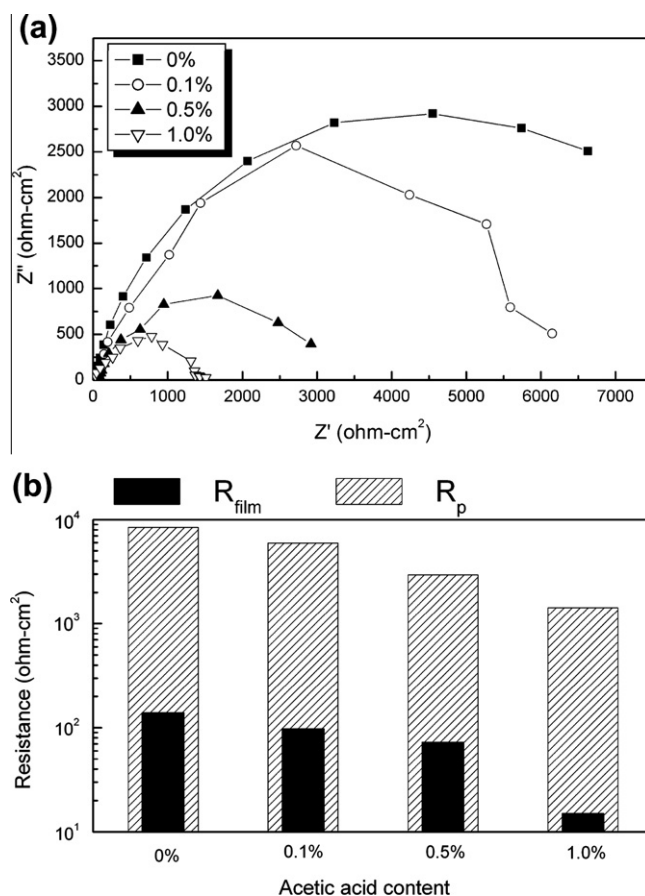 (a)
3750
3500
3000
2500
2000
1500
1000
500
0
Z" (ohm-cm²)
0%
0.1%
0.5%
1.0%
0 1000 2000 3000 4000 5000 6000 7000
Z' (ohm-cm²)
(b)
R_film R_p
10⁴
10³
10²
10¹
Resistance (ohm-cm²)
0% 0.1% 0.5% 1.0%
Acetic acid content